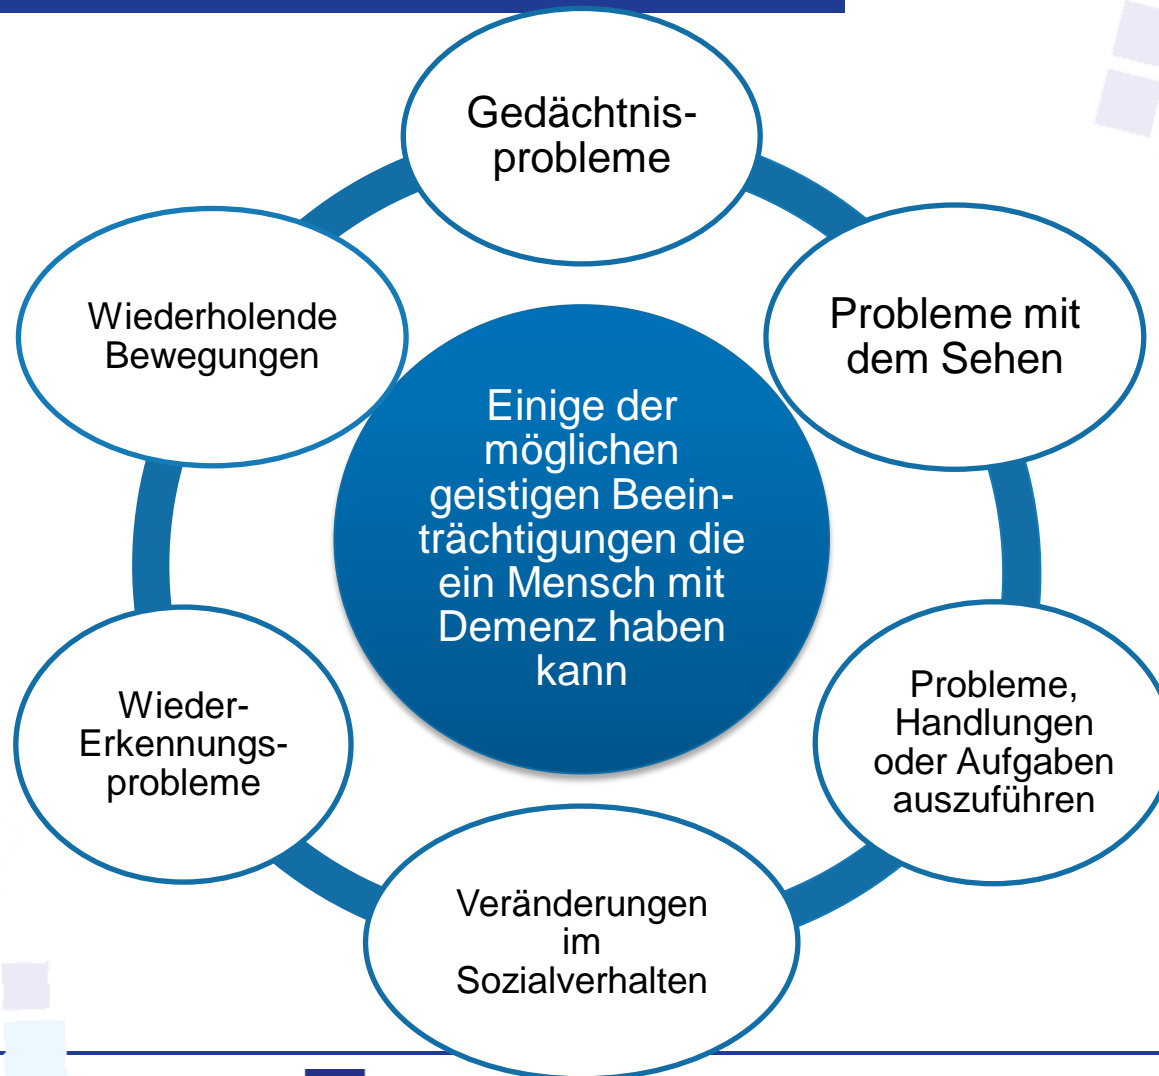 Gedächtnis-
probleme
Probleme mit
dem Sehen
Probleme,
Handlungen
oder Aufgaben
auszuführen
Veränderungen
im
Sozialverhalten
Wieder-
Erkennungs-
probleme
Wiederholende
Bewegungen
Einige der
möglichen
geistigen Beein-
trächtigungen die
ein Mensch mit
Demenz haben
kann